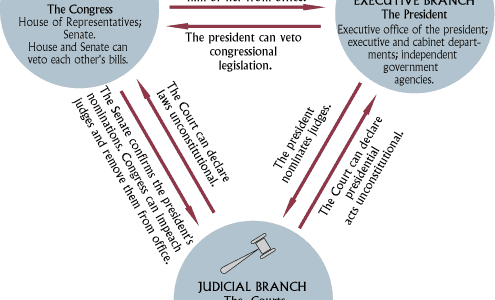 The Congress
House of Representatives;
Senate.
House and Senate can
veto each other's bills.
him or her from office.
The president can veto
congressional
legislation.
EXECUTIVE BRANCH
The President
Executive office of the president;
executive and cabinet depart-
ments; independent
government
agencies.
The Court can declare
laws unconstitutional.
The Senate confirms the president's
nominations. Congress can impeach
judges and remove them from office.
The president
nominates judges.
The Court can declare
presidential
acts unconstitutional.
JUDICIAL BRANCH
The Courts